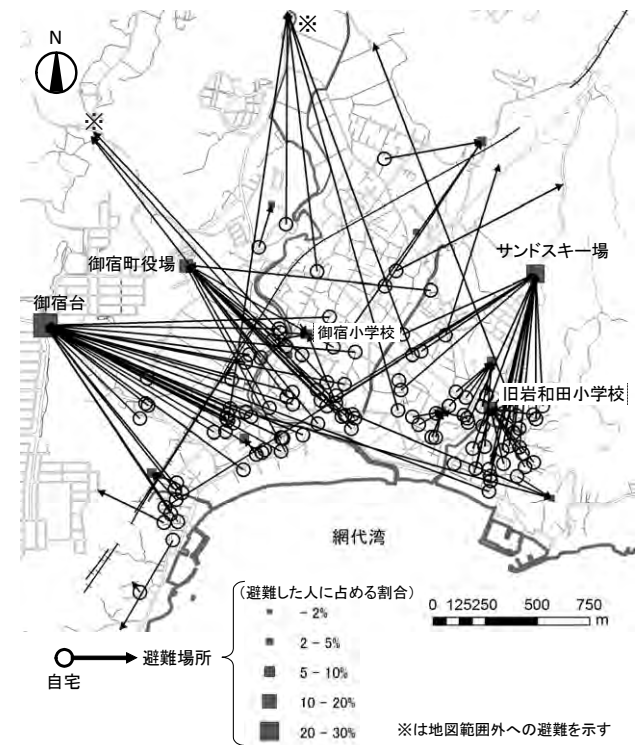 ※
N
※
サンドスキー場
御宿町役場
御宿台
御宿小学校
旧岩和田小学校
網代湾
(避難した人に占める割合)
- 2%
2 - 5%
5 - 10%
10 - 20%
20 - 30%
0 125250 500 750
m
避難場所
自宅
※は地図範囲外への避難を示す